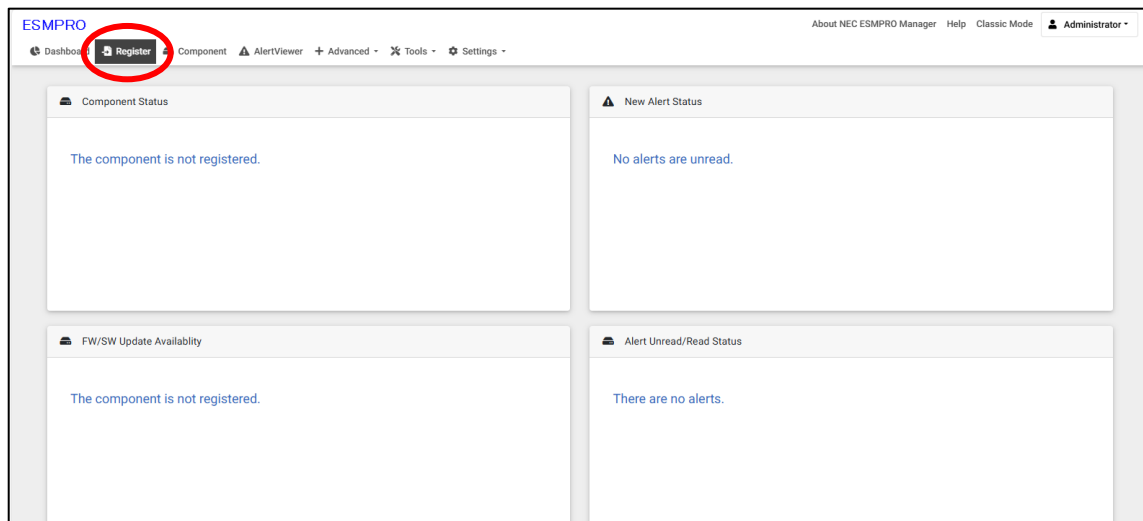 ESMPRO
About NEC ESMPRO Manager Help Classic Mode Administrator
Dashboard Register Component AlertViewer Advanced Tools Settings
Component Status
New Alert Status
The component is not registered.
No alerts are unread.
FW/SW Update Availablity
Alert Unread/Read Status
The component is not registered.
There are no alerts.